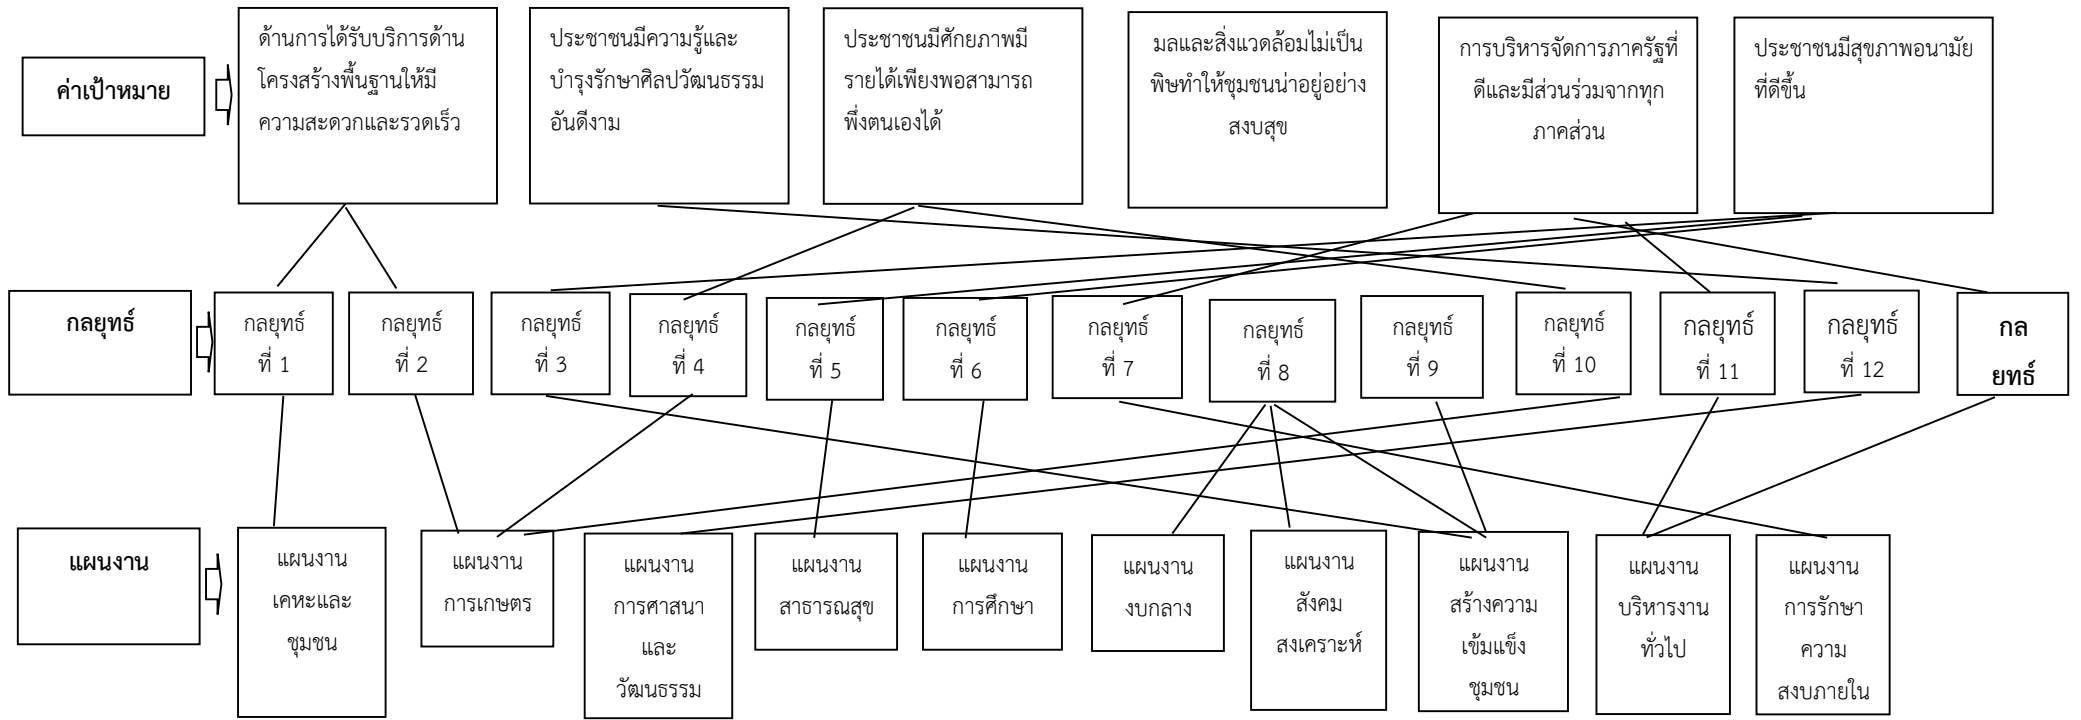 ค่าเป้าหมาย
ด้านการได้รับบริการด้าน
โครงสร้างพื้นฐานให้มี
ความสะดวกและรวดเร็ว
ประชาชนมีความรู้และ
บำรุงรักษาศิลปวัฒนธรรม
อันดีงาม
ประชาชนมีศักยภาพมี
รายได้เพียงพอสามารถ
พึ่งตนเองได้
มลและสิ่งแวดล้อมไม่เป็น
พิษทำให้ชุมชนน่าอยู่อย่าง
สงบสุข
การบริหารจัดการภาครัฐที่
ดีและมีส่วนร่วมจากทุก
ภาคส่วน
ประชาชนมีสุขภาพอนามัย
ที่ดีขึ้น
กลยุทธ์
กลยุทธ์
ที่ 1
กลยุทธ์
ที่ 2
กลยุทธ์
ที่ 3
กลยุทธ์
ที่ 4
กลยุทธ์
ที่ 5
กลยุทธ์
ที่ 6
กลยุทธ์
ที่ 7
กลยุทธ์
ที่ 8
กลยุทธ์
ที่ 9
กลยุทธ์
ที่ 10
กลยุทธ์
ที่ 11
กลยุทธ์
ที่ 12
กล
ยทธ์
แผนงาน
แผนงาน
เคหะและ
ชุมชน
แผนงาน
การเกษตร
แผนงาน
การศาสนา
และ
วัฒนธรรม
แผนงาน
สาธารณสุข
แผนงาน
การศึกษา
แผนงาน
งบกลาง
แผนงาน
สังคม
สงเคราะห์
แผนงาน
สร้างความ
เข้มแข็ง
ชุมชน
แผนงาน
บริหารงาน
ทั่วไป
แผนงาน
การรักษา
ความ
สงบภายใน